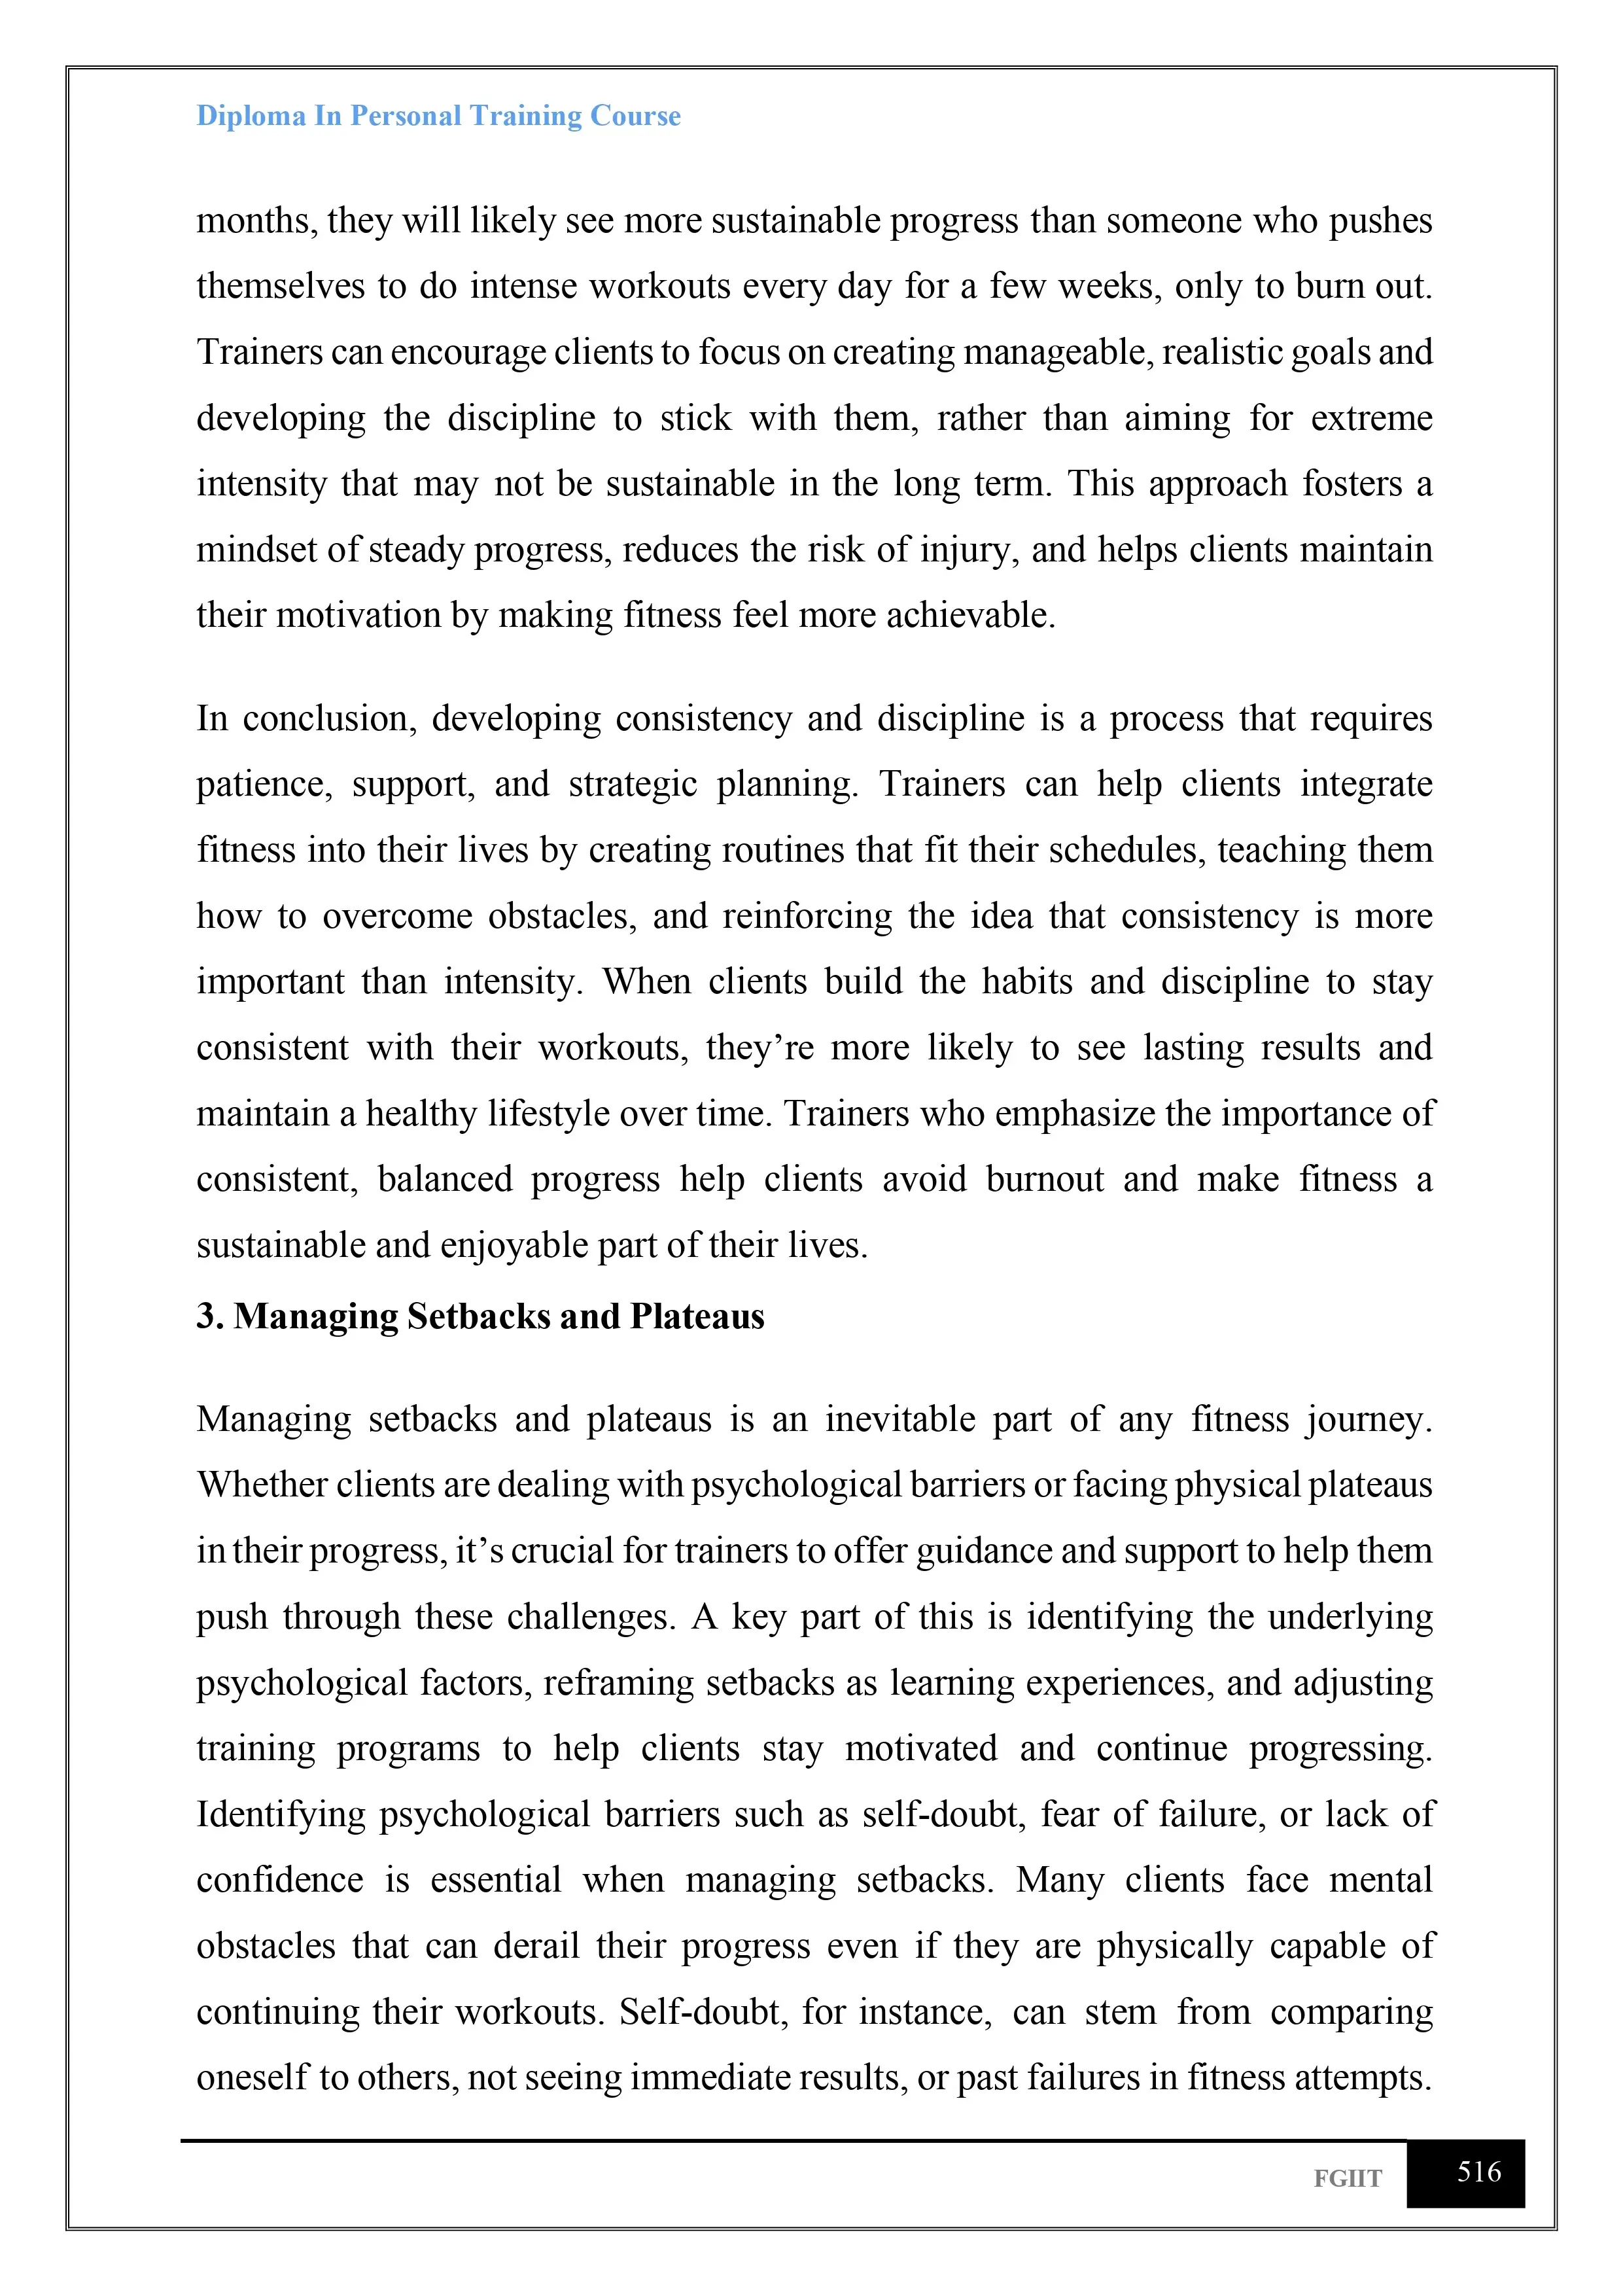 Diploma In Personal Training Course
months, they will likely see more sustainable progress than someone who pushes
themselves to do intense workouts every day for a few weeks, only to burn out.
Trainers can encourage clients to focus on creating manageable, realistic goals and
developing the discipline to stick with them, rather than aiming for extreme
intensity that may not be sustainable in the long term. This approach fosters a
mindset of steady progress, reduces the risk of injury, and helps clients maintain
their motivation by making fitness feel more achievable.
In conclusion, developing consistency and discipline is a process that requires
patience, support, and strategic planning. Trainers can help clients integrate
fitness into their lives by creating routines that fit their schedules, teaching them
how to overcome obstacles, and reinforcing the idea that consistency is more
important than intensity. When clients build the habits and discipline to stay
consistent with their workouts, they’re more likely to see lasting results and
maintain a healthy lifestyle over time. Trainers who emphasize the importance of
consistent, balanced progress help clients avoid burnout and make fitness a
sustainable and enjoyable part of their lives.
3. Managing Setbacks and Plateaus
Managing setbacks and plateaus is an inevitable part of any fitness journey.
Whether clients are dealing with psychological barriers or facing physical plateaus
in their progress, it’s crucial for trainers to offer guidance and support to help them
push through these challenges. A key part of this is identifying the underlying
psychological factors, reframing setbacks as learning experiences, and adjusting
training programs to help clients stay motivated and continue progressing.
Identifying psychological barriers such as self-doubt, fear of failure, or lack of
confidence is essential when managing setbacks. Many clients face mental
obstacles that can derail their progress even if they are physically capable of
continuing their workouts. Self-doubt, for instance, can stem from comparing
oneself to others, not seeing immediate results, or past failures in fitness attempts.
FGIIT 516